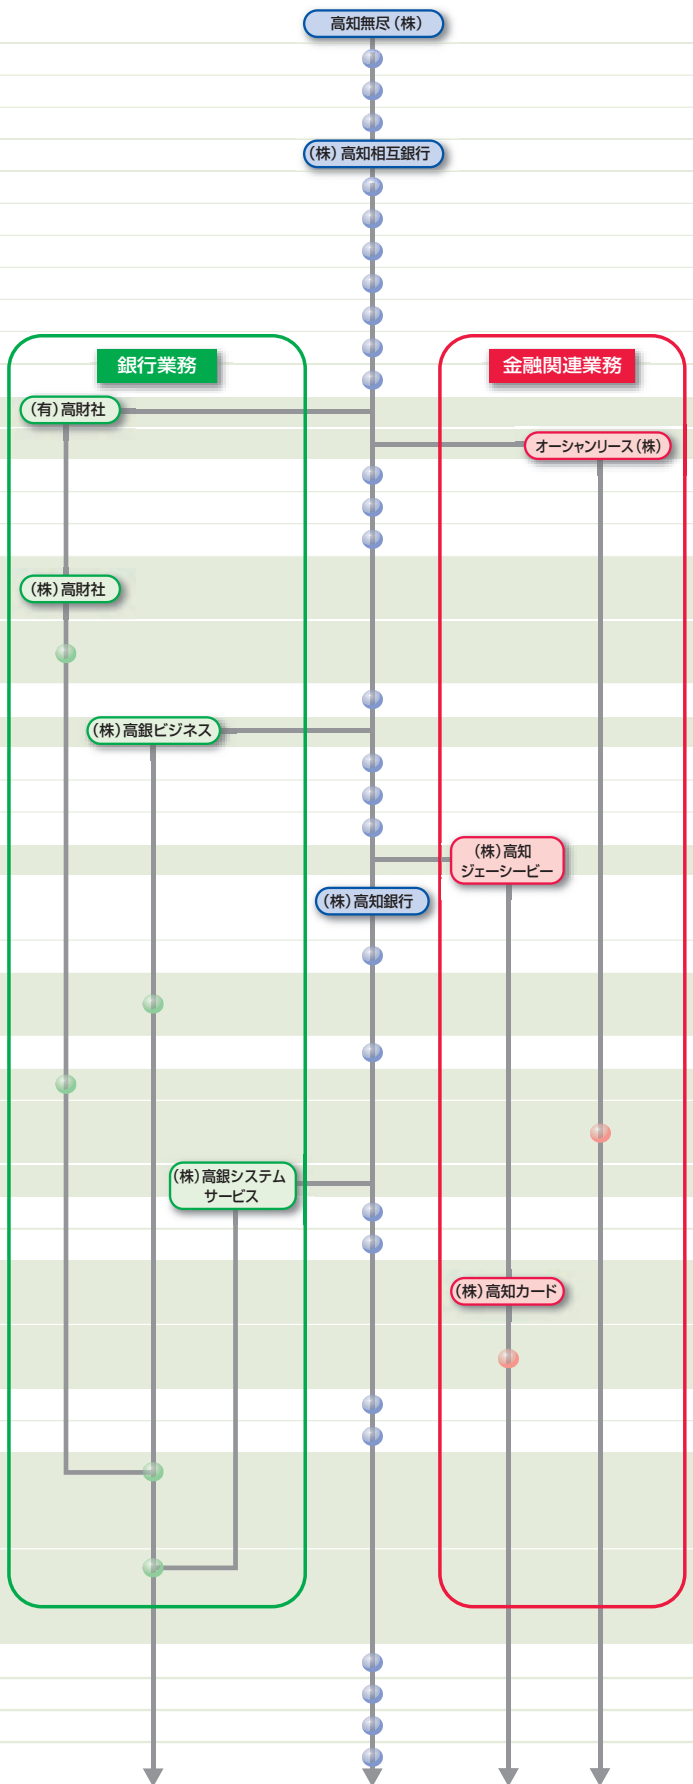 高知無尽(株)
(株)高知相互銀行
銀行業務
金融関連業務
(有)高財社
オーシャンリース(株)
(株)高財社
(株)高銀ビジネス
(株)高知
ジェーシービー
(株)高知銀行
(株)高銀システム
サービス
(株)高知カード